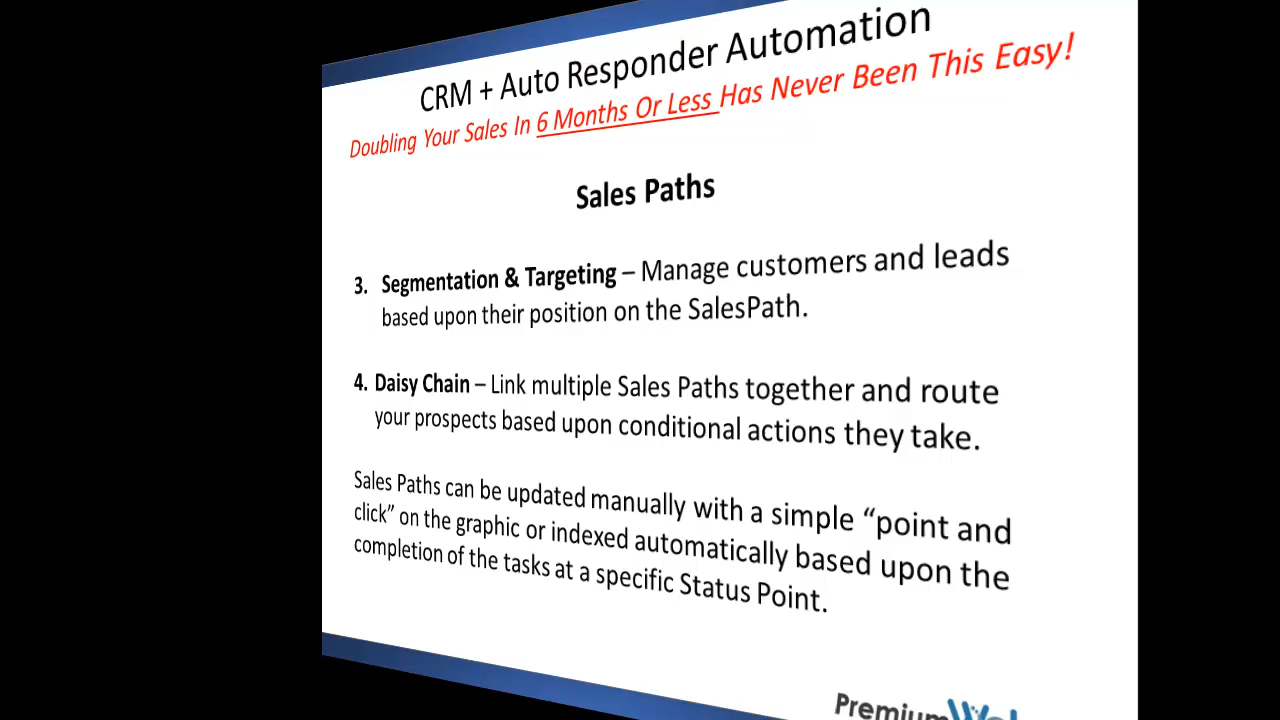 CRM + Auto Responder Automation
Doubling Your Sales In 6 Months Or Less Has Never Been This Easy!
Sales Paths
3. Segmentation & Targeting – Manage customers and leads
based upon their position on the SalesPath.
4. Daisy Chain – Link multiple Sales Paths together and route
your prospects based upon conditional actions they take.
Sales Paths can be updated manually with a simple “point and
click” on the graphic or indexed automatically based upon the
completion of the tasks at a specific Status Point.